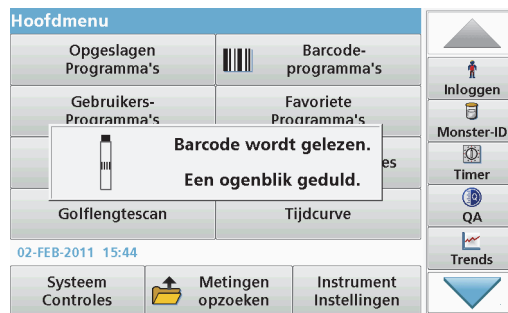 Hoofdmenu
Opgeslagen
Programma's
Barcode-
programma's
Gebruikers-
Programma's
Favoriete
Programma's
Barcode wordt gelezen.
Een ogenblik geduld.
es
Golflengtescan
Tijdcurve
02-FEB-2011 15:44
Systeem
Controles
Metingen
opzoeken
Instrument
Instellingen
Inloggen
Monster-ID
Timer
QA
Trends